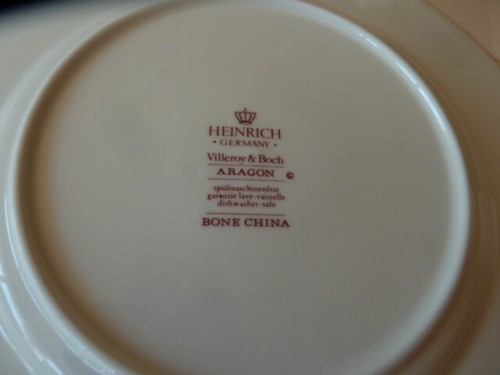 HEINRICH
• GERMANY •
Villeroy & Boch
ARAGON ©
spülmaschinenfest
garantie lave-vaisselle
dishwasher-safe
BONE CHINA